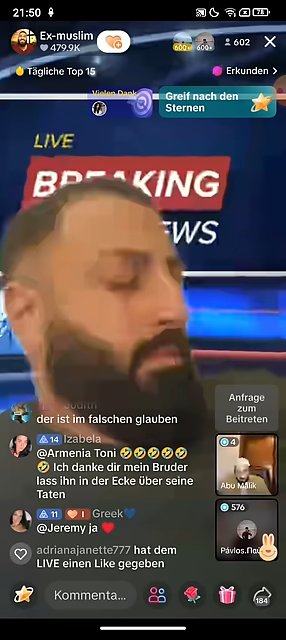 21:50
78
Ex-muslim
479.9K
600+
600+
602
Tägliche Top 15
Erkunden
Vielen Dank
Greif nach den
Sternen
LIVE
BREAKING
NEWS
Judith
der ist im falschen glauben
14 Izabela
@Armenia Toni 🤣🤣🤣🤣🤣
🤣 Ich danke dir mein Bruder
lass ihn in der Ecke über seine
Taten
11 I Greek💙
@Jeremy ja ♥️
adrianajanette777 hat dem
LIVE einen Like gegeben
Anfrage
zum
Beitreten
4
Abu Malik
576
Kommenta...
184